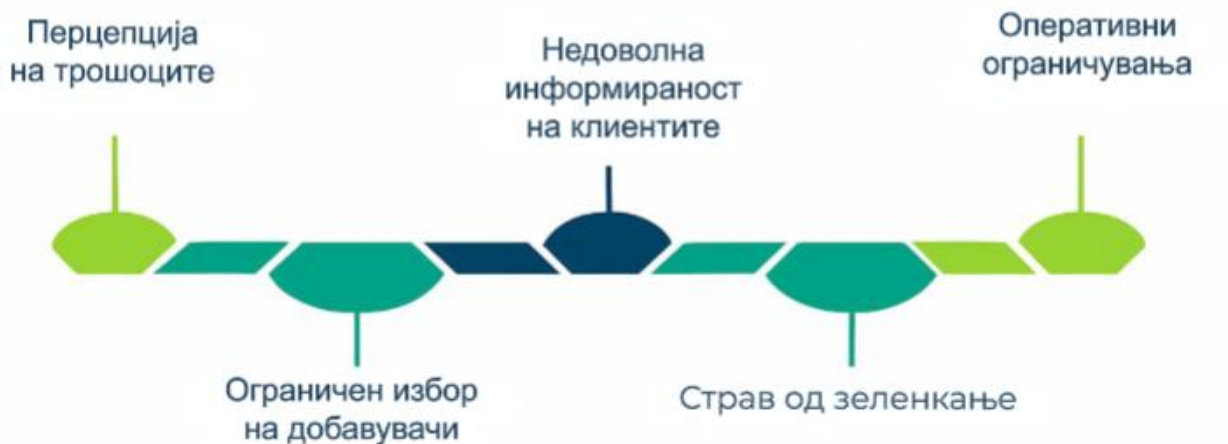 Перцепција
на трошоците
Ограничен избор
на добавувачи
Недоволна
информираност
на клиентите
Страв од зеленкање
Оперативни
ограничувања